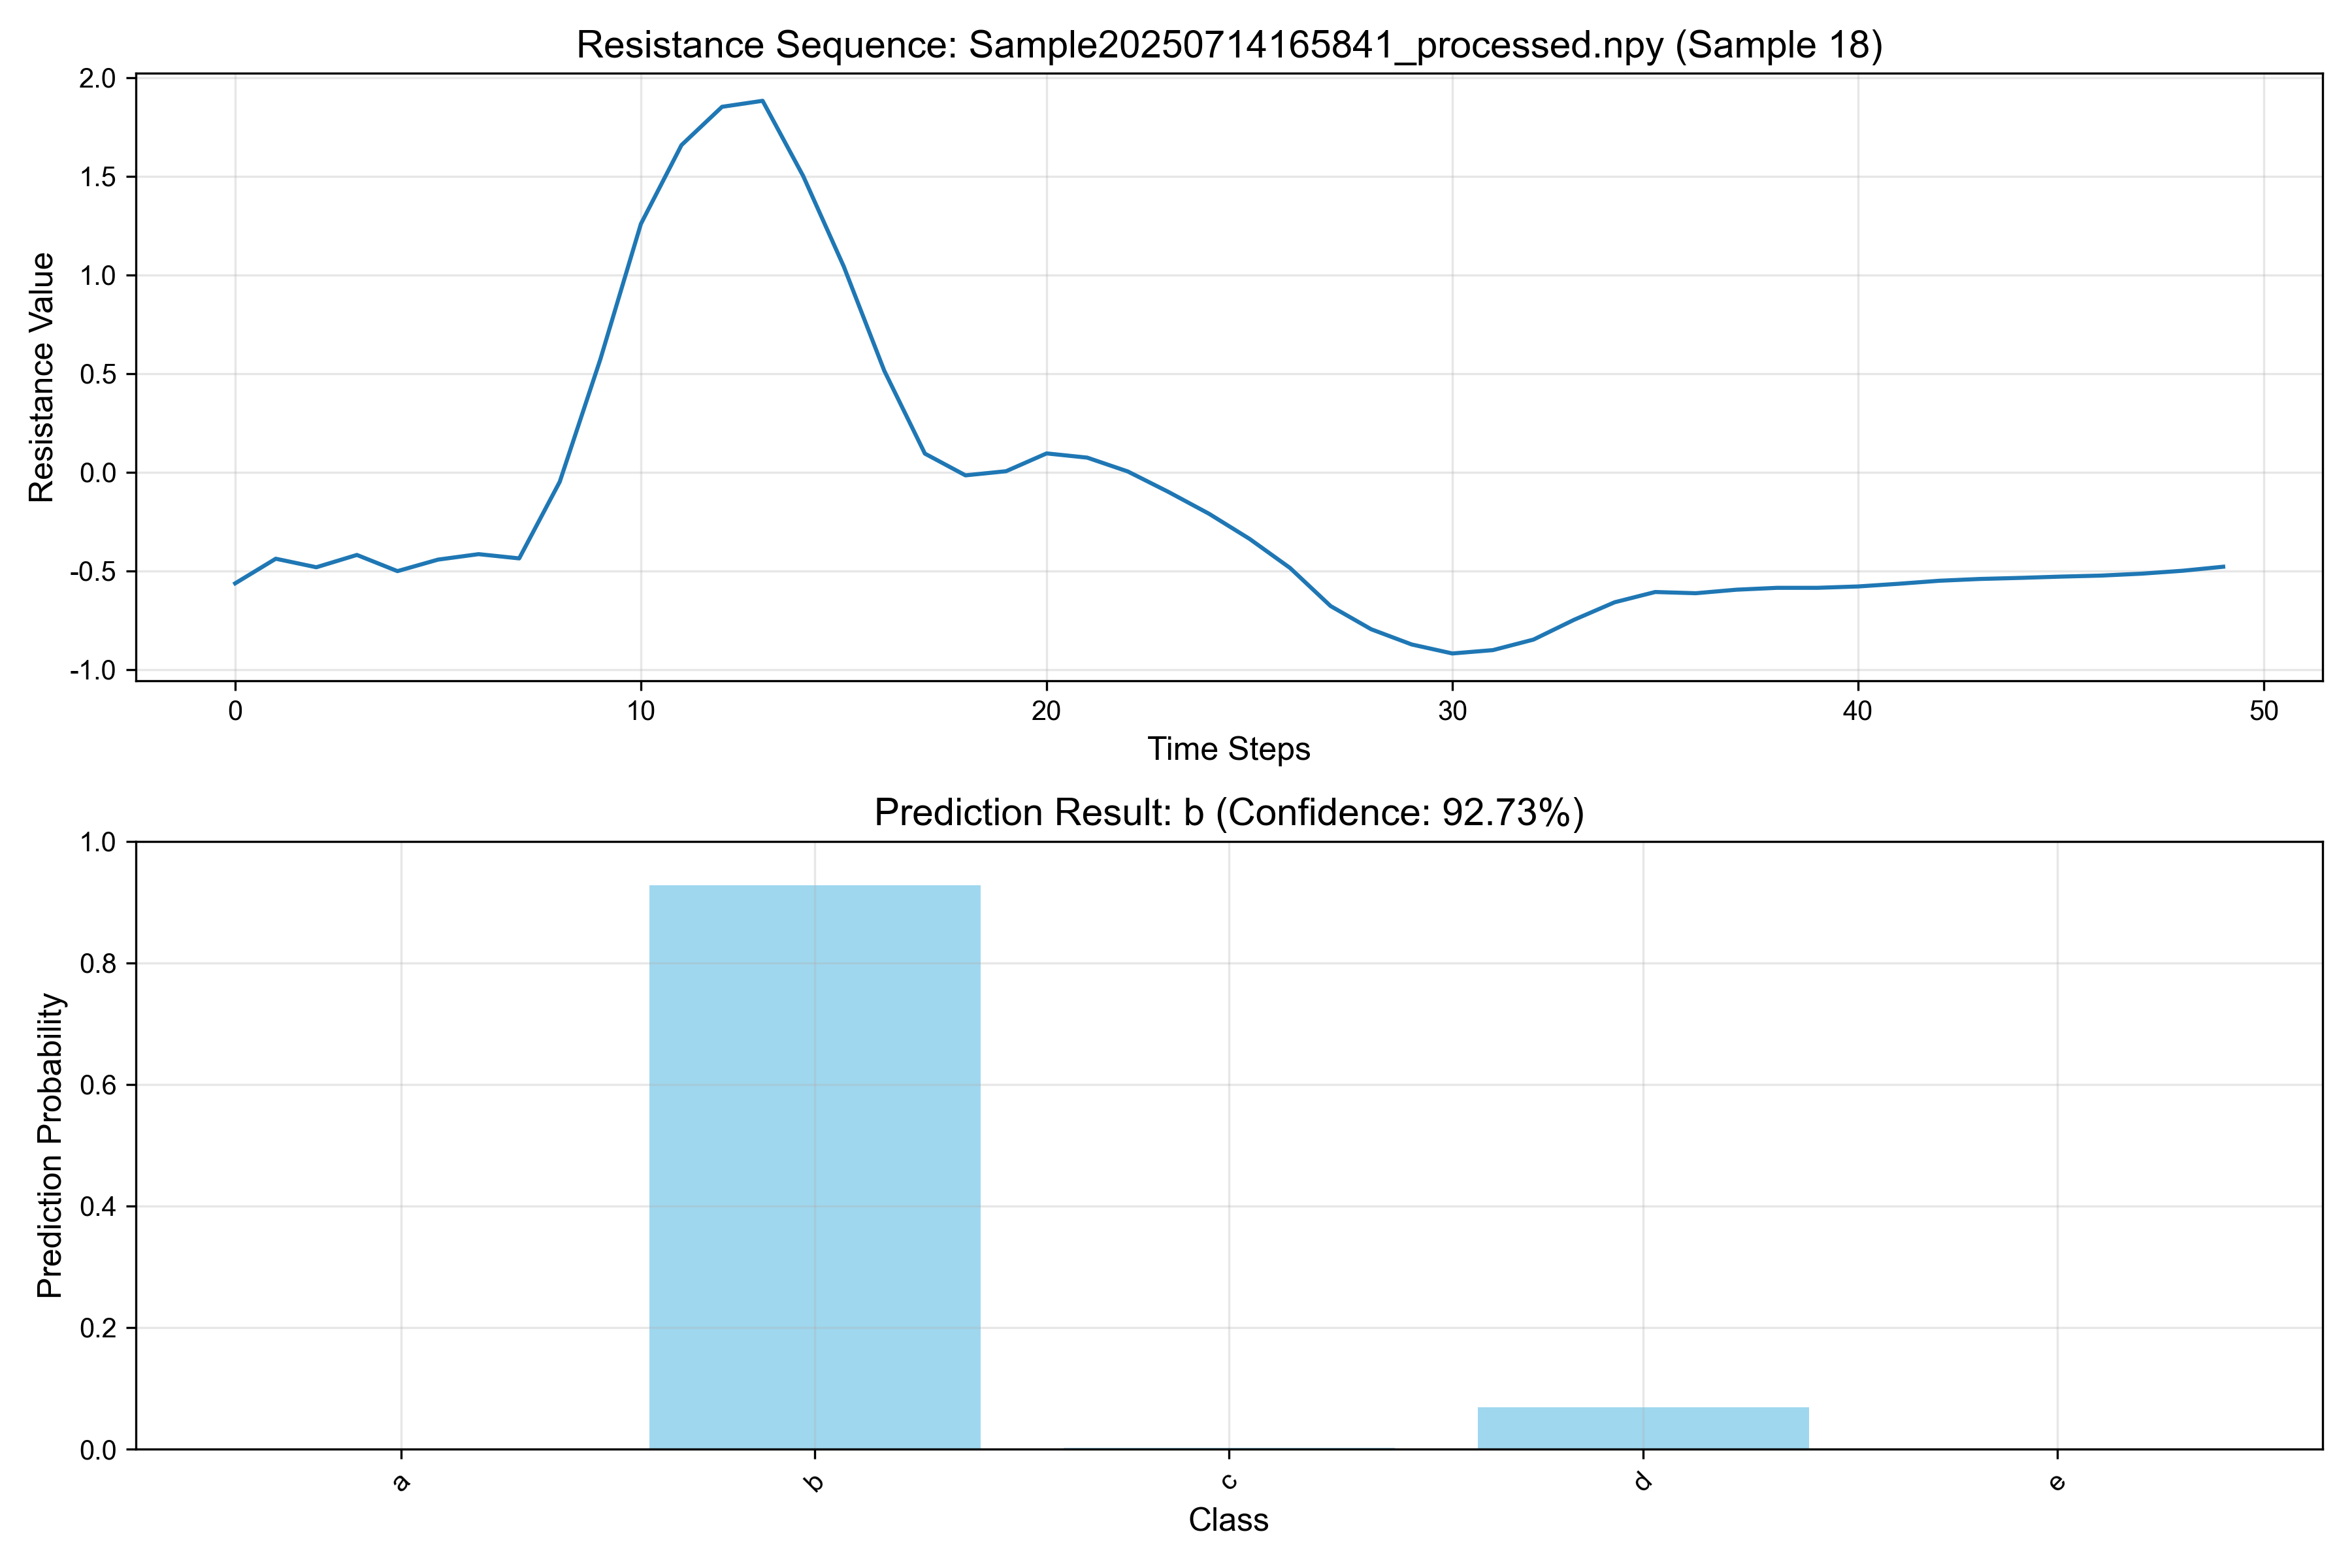 Resistance Sequence: Sample20250714165841_processed.npy (Sample 18)
2.0
1.5
1.0
0.5
0.0
-0.5
-1.0
Resistance Value
0 10 20 30 40 50
Time Steps
Prediction Result: b (Confidence: 92.73%)
1.0
0.8
0.6
0.4
0.2
0.0
Prediction Probability
a b c d e
Class